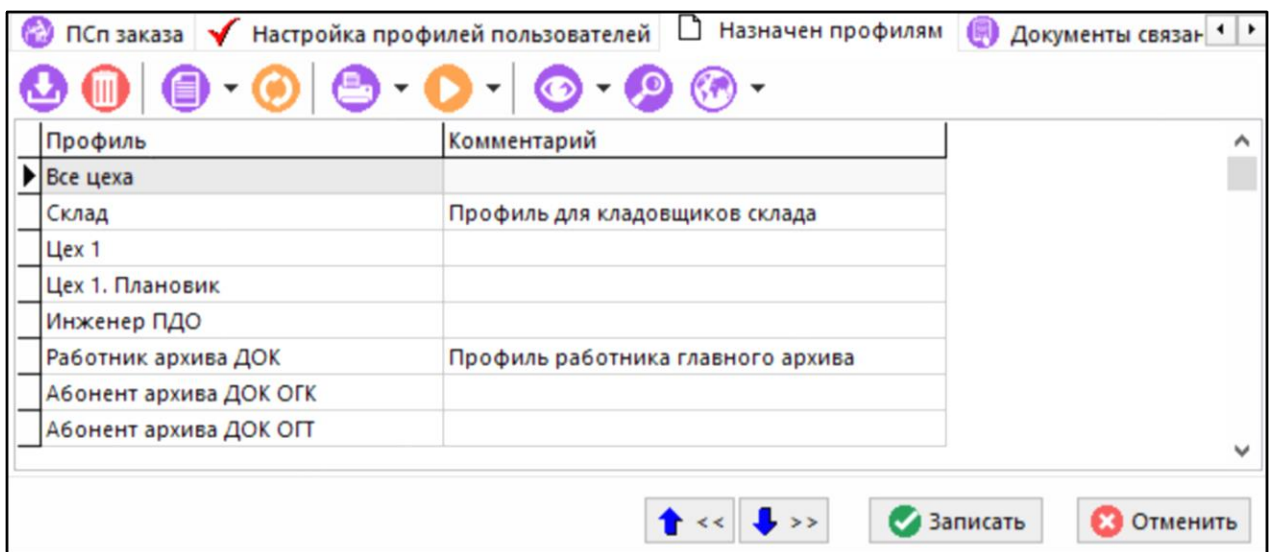 ПСп заказа Настройка профилей пользователей Назначен профилям Документы связан
Профиль Комментарий
Все цеха
Склад Профиль для кладовщиков склада
Цех 1
Цех 1. Плановик
Инженер ПДО
Работник архива ДОК Профиль работника главного архива
Абонент архива ДОК ОГК
Абонент архива ДОК ОГТ
<< >> Записать Отменить